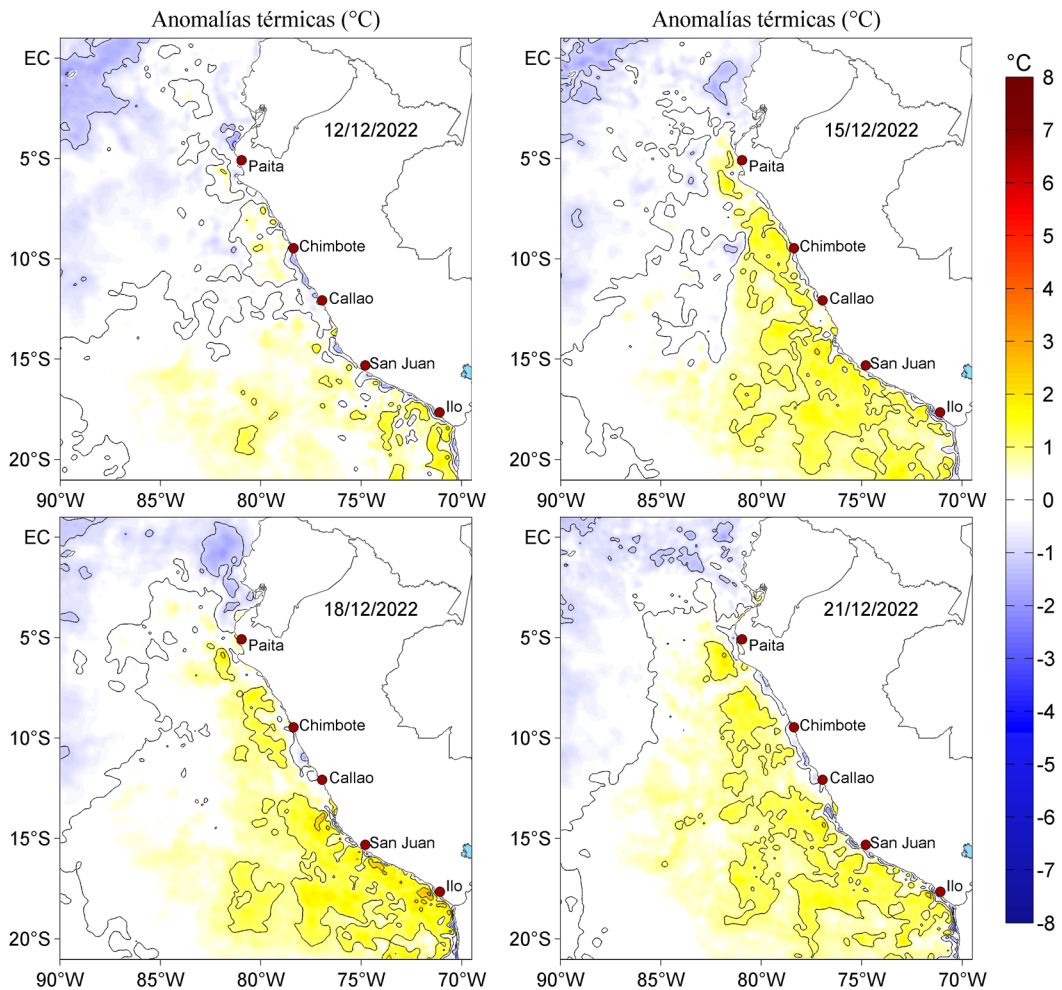 Anomalías térmicas (°C) Anomalías térmicas (°C)
°C
EC
5°S
10°S
15°S
20°S
90°W 85°W 80°W 75°W 70°W
12/12/2022
Paita
Chimbote
Callao
San Juan
Ilo
15/12/2022
Paita
Chimbote
Callao
San Juan
Ilo
EC
5°S
10°S
15°S
20°S
90°W 85°W 80°W 75°W 70°W
8
7
6
5
4
3
2
1
0
-1
-2
-3
-4
-5
-6
-7
-8
EC
5°S
10°S
15°S
20°S
90°W 85°W 80°W 75°W 70°W
18/12/2022
Paita
Chimbote
Callao
San Juan
Ilo
EC
5°S
10°S
15°S
20°S
90°W 85°W 80°W 75°W 70°W
21/12/2022
Paita
Chimbote
Callao
San Juan
Ilo